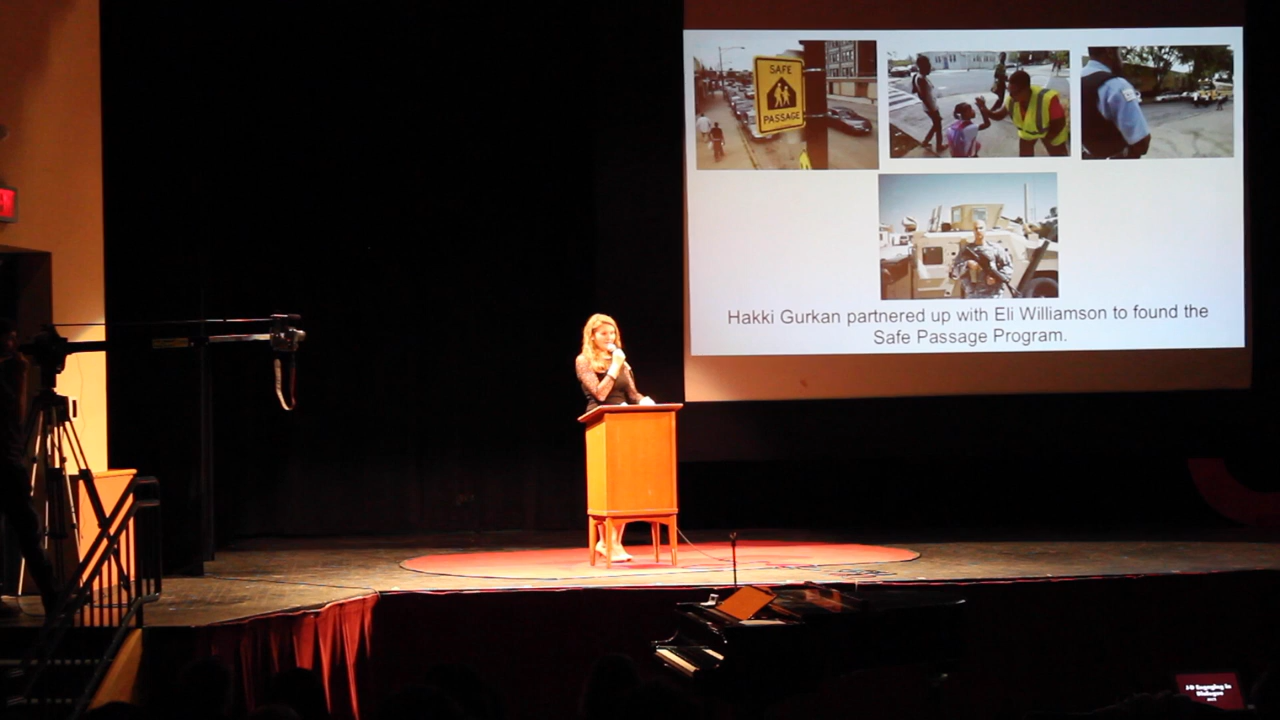 SAFE
PASSAGE
Hakki Gurkan partnered up with Eli Williamson to found the
Safe Passage Program.